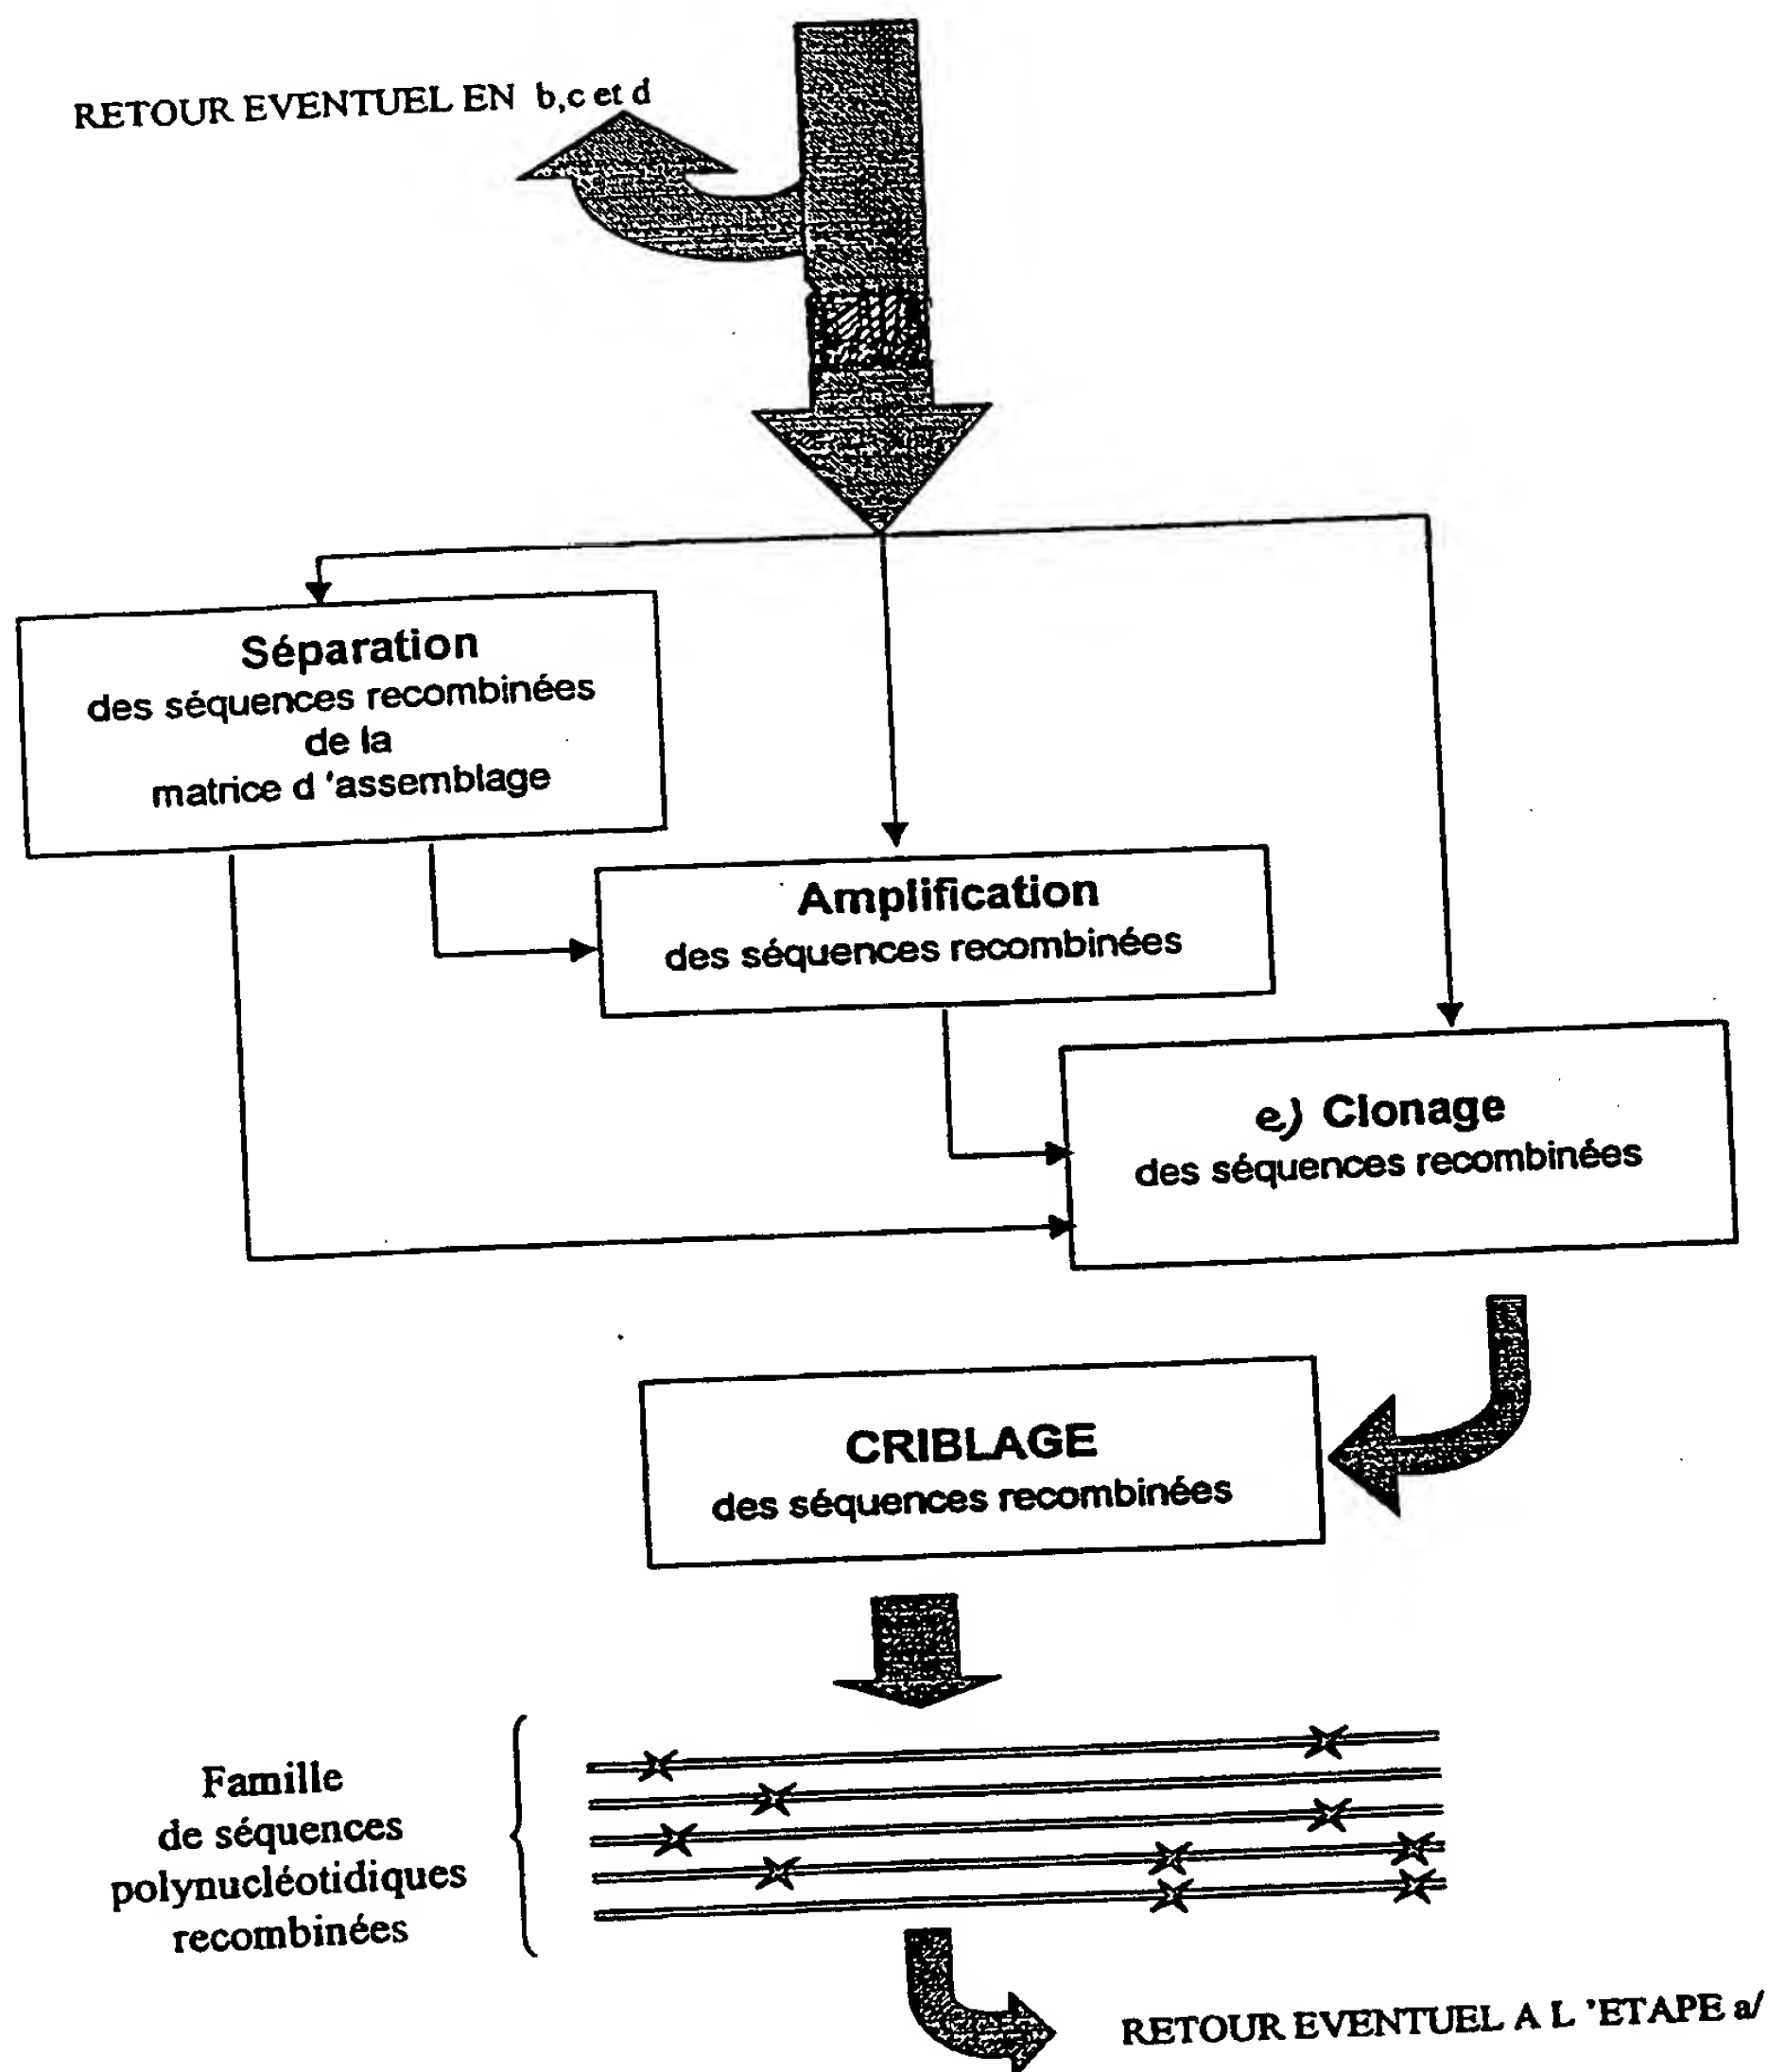 RETOUR EVENTUEL EN b,c et d
Séparation
des séquences recombinées
de la
matrice d 'assemblage
Amplification
des séquences recombinées
e) Clonage
des séquences recombinées
CRIBLAGE
des séquences recombinées
Famille
de séquences
polynucléotidiques
recombinées
RETOUR EVENTUEL A L 'ETAPE a/